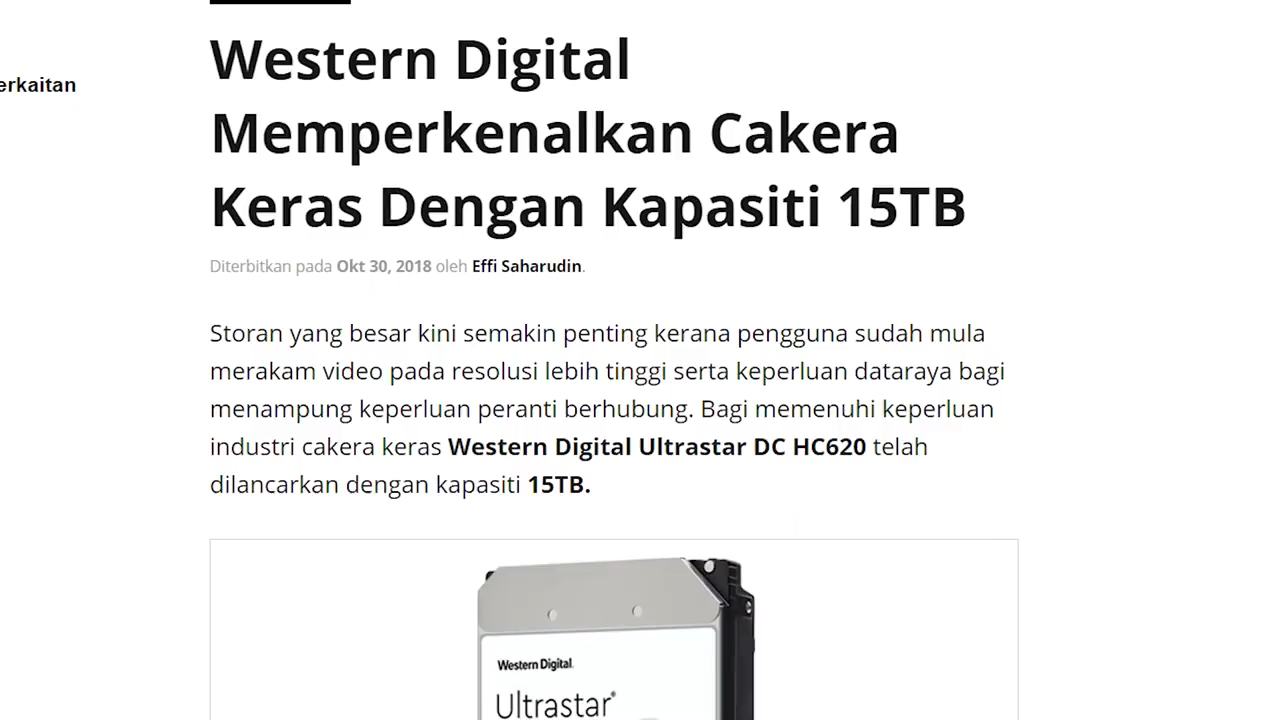 Western Digital
Memperkenalkan Cakera
Keras Dengan Kapasiti 15TB
erkaitan
Diterbitkan pada Okt 30, 2018 oleh Effi Saharudin.
Storan yang besar kini semakin penting kerana pengguna sudah mula
merakam video pada resolusi lebih tinggi serta keperluan dataraya bagi
menampung keperluan peranti berhubung. Bagi memenuhi keperluan
industri cakera keras Western Digital Ultrastar DC HC620 telah
dilancarkan dengan kapasiti 15TB.
Western Digital
Ultrastar®